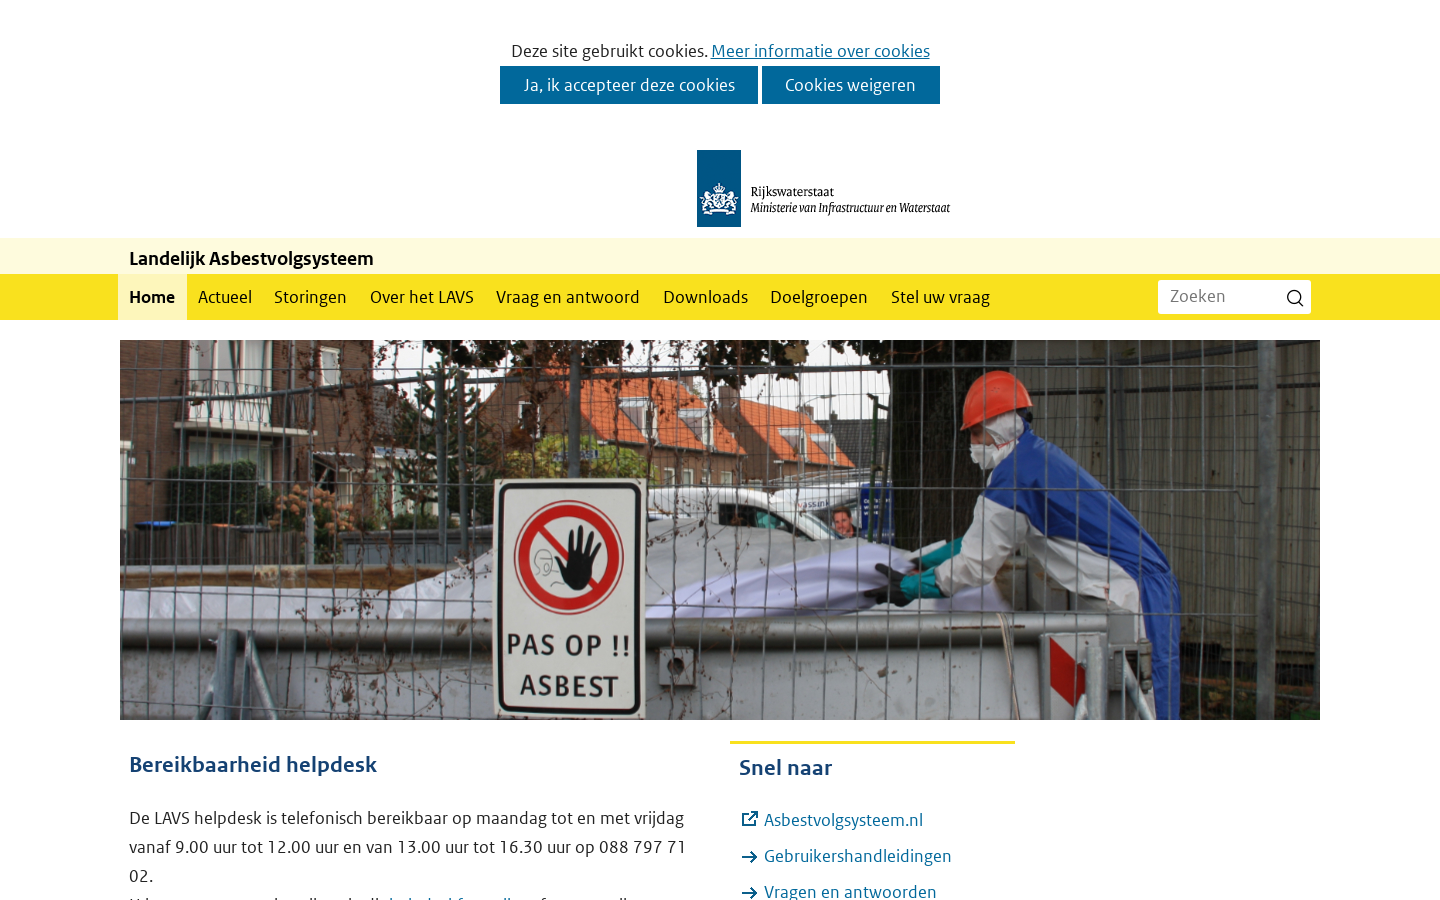 Deze site gebruikt cookies. Meer informatie over cookies
Ja, ik accepteer deze cookies
Cookies weigeren
Rijkswaterstaat
Ministerie van Infrastructuur en Waterstaat
Landelijk Asbestvolgsysteem
Home
Actueel
Storingen
Over het LAVS
Vraag en antwoord
Downloads
Doelgroepen
Stel uw vraag
Zoeken
PAS OP !!
ASBEST
Bereikbaarheid helpdesk
De LAVS helpdesk is telefonisch bereikbaar op maandag tot en met vrijdag
vanaf 9.00 uur tot 12.00 uur en van 13.00 uur tot 16.30 uur op 088 797 71
02.
Snel naar
Asbestvolgsysteem.nl
Gebruikershandleidingen
Vragen en antwoorden